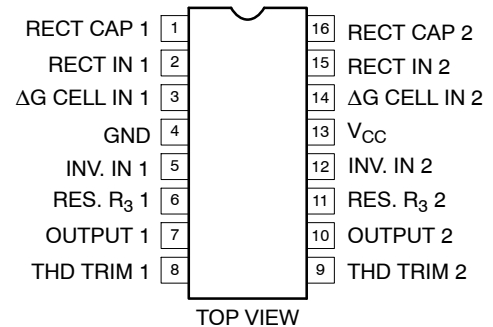 RECT CAP 1 1 16 RECT CAP 2
RECT IN 1 2 15 RECT IN 2
ΔG CELL IN 1 3 14 ΔG CELL IN 2
GND 4 13 VCC
INV. IN 1 5 12 INV. IN 2
RES. R3 1 6 11 RES. R3 2
OUTPUT 1 7 10 OUTPUT 2
THD TRIM 1 8 9 THD TRIM 2
TOP VIEW